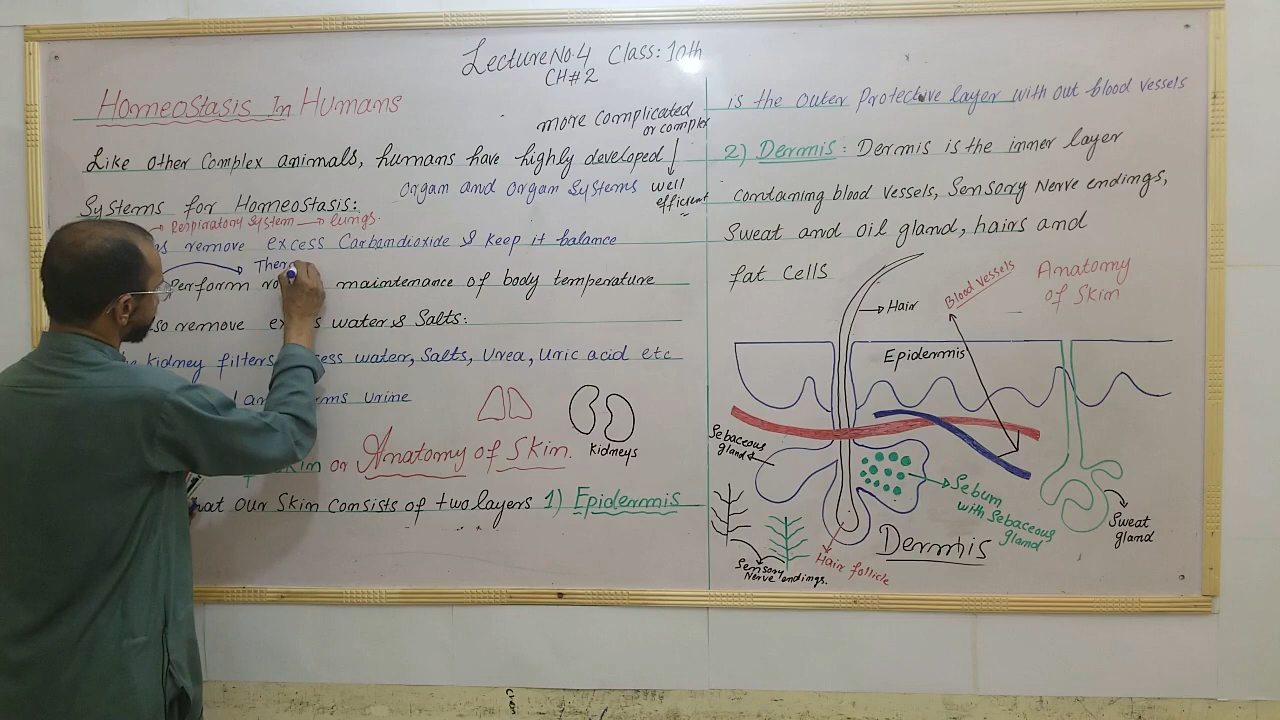 Lecture No.4 Class: 10th
CH#2
Homeostasis In Humans
more complicated
or complex
Like other Complex animals, humans have highly developed
organ and organ Systems
well
efficient
Systems for Homeostasis:
Respiratory System → lungs.
remove excess Carbondioxide & keep it balance
Ther
Perform maintenance of body temperature
so remove water & Salts:
kidney filters water, Salts, Urea, Uric acid etc
urine
kidneys
Skin or Anatomy of Skin.
hat our Skin consists of two layers 1) Epidermis
is the outer Protective layer with out blood vessels
2) Dermis: Dermis is the inner layer
containing blood vessels, Sensory Nerve endings,
Sweat and oil gland, hairs and
fat Cells
Anatomy
of Skin
Blood vessels
Hair
Epidermis
Sebaceous
gland
Sebum
with Sebaceous
gland
Sweat
gland
Dermis
Hair follicle
Sensory
Nerve endings.